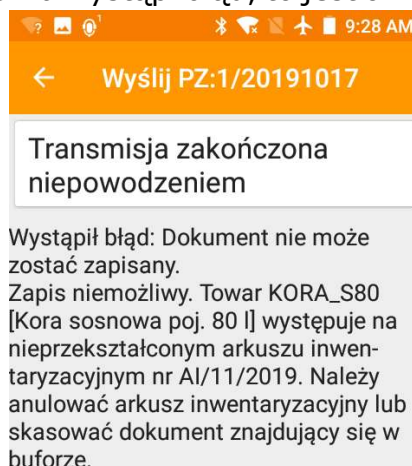 9:28 AM
Wyślij PZ:1/20191017
Transmisja zakończona
niepowodzeniem
Wystąpił błąd: Dokument nie może
zostać zapisany.
Zapis niemożliwy. Towar KORA_S80
[Kora sosnowa poj. 80 l] występuje na
nieprzekształconym arkuszu inwen-
taryzacyjnym nr AI/11/2019. Należy
anulować arkusz inwentaryzacyjny lub
skasować dokument znajdujący się w
buforze.